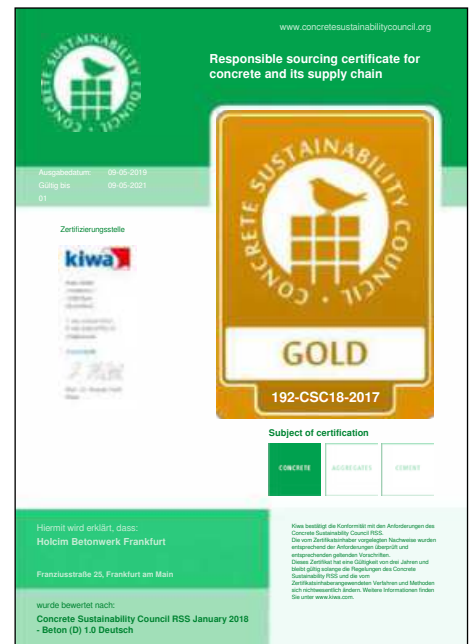 www.concretesustainabilitycouncil.org
Responsible sourcing certificate for
concrete and its supply chain
CONCRETE SUSTAINABILITY COUNCIL
Ausgabedatum: 09-05-2019
Gültig bis 09-05-2021
01
Zertifizierungsstelle
kiwa
CONCRETE SUSTAINABILITY COUNCIL
GOLD
192-CSC18-2017
Subject of certification
CONCRETE AGGREGATES CEMENT
Hiermit wird erklärt, dass:
Holcim Betonwerk Frankfurt
Franziusstraße 25, Frankfurt am Main
wurde bewertet nach:
Concrete Sustainability Council RSS January 2018
- Beton (D) 1.0 Deutsch
Kiwa bestätigt die Konformität mit den Anforderungen des
Concrete Sustainability Council RSS.
Die vom Zertifikatsinhaber vorgelegten Nachweise wurden
entsprechend der Anforderungen überprüft und
entsprechenden geltenden Vorschriften.
Dieses Zertifikat hat eine Gültigkeit von drei Jahren und
bleibt gültig solange die Regelungen des Concrete
Sustainability RSS und die vom
Zertifikatsinhaberangewendeten Verfahren und Methoden
sich nichtwesentlich ändern. Weitere Informationen finden
Sie unter www.kiwa.com.